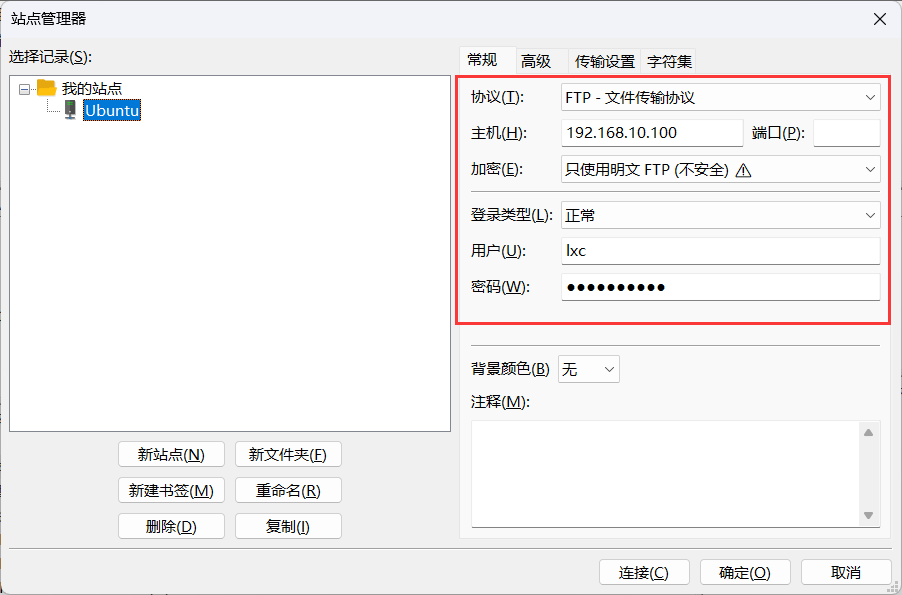 站点管理器
选择记录(S):
我的站点
Ubuntu
新站点(N) 新文件夹(F)
新建书签(M) 重命名(R)
删除(D) 复制(I)
常规 高级 传输设置 字符集
协议(T): FTP - 文件传输协议
主机(H): 192.168.10.100 端口(P):
加密(E): 只使用明文 FTP (不安全)
登录类型(L): 正常
用户(U): lxc
密码(W): ●●●●●●●●●●
背景颜色(B) 无
注释(M):
连接(C) 确定(O) 取消